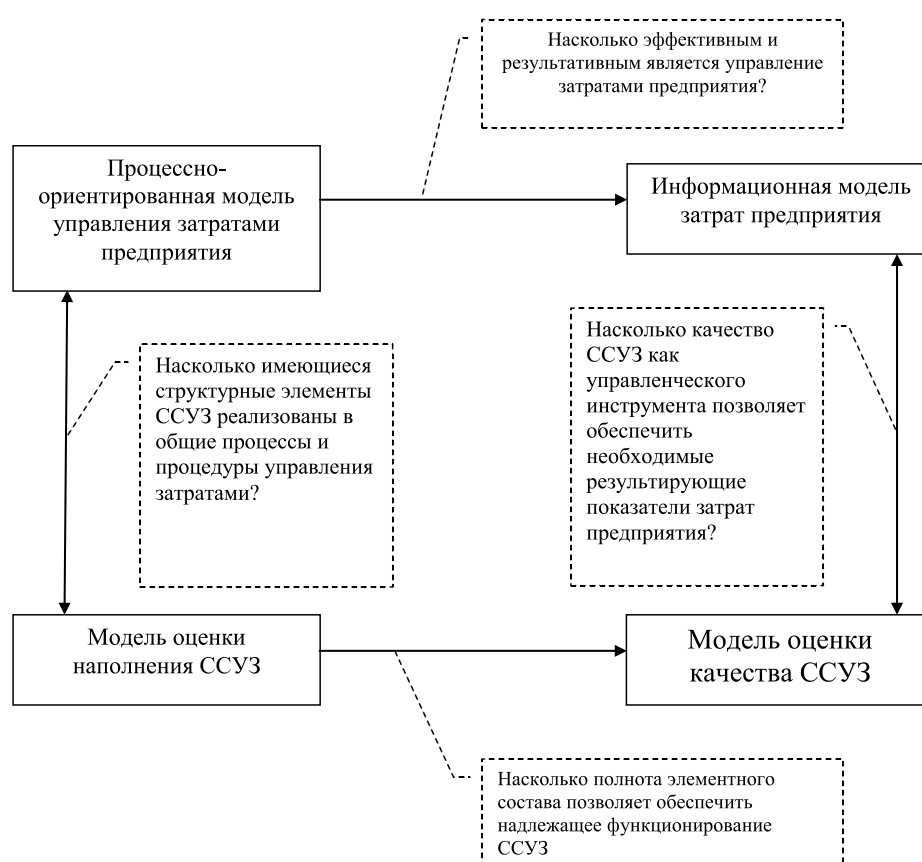 Насколько эффективным и
результативным является управление
затратами предприятия?
Процессно-
ориентированная модель
управления затратами
предприятия
Информационная модель
затрат предприятия
Насколько имеющиеся
структурные элементы
ССУЗ реализованы в
общие процессы и
процедуры управления
затратами?
Насколько качество
ССУЗ как
управленческого
инструмента позволяет
обеспечить
необходимые
результирующие
показатели затрат
предприятия?
Модель оценки
наполнения ССУЗ
Модель оценки
качества ССУЗ
Насколько полнота элементного
состава позволяет обеспечить
надлежащее функционирование
ССУЗ